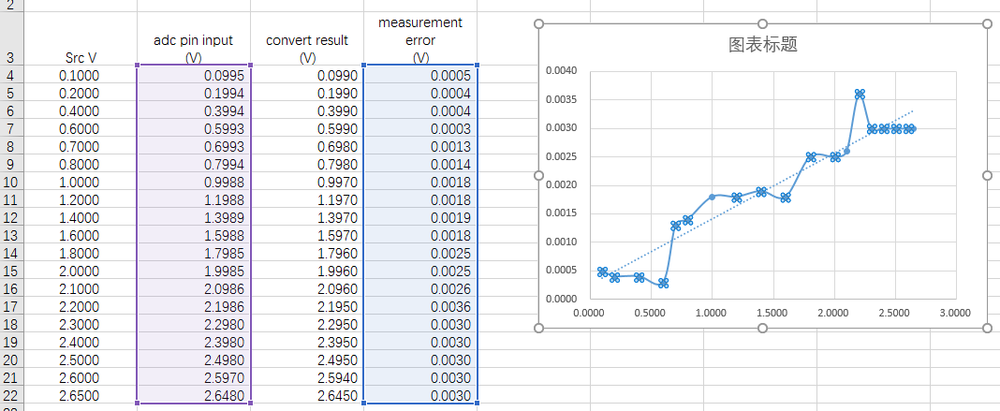 2
3 Src V adc pin input (V) convert result (V) measurement error (V)
4 0.1000 0.0995 0.0990 0.0005
5 0.2000 0.1994 0.1990 0.0004
6 0.4000 0.3994 0.3990 0.0004
7 0.6000 0.5993 0.5990 0.0003
8 0.7000 0.6993 0.6980 0.0013
9 0.8000 0.7994 0.7980 0.0014
10 1.0000 0.9988 0.9970 0.0018
11 1.2000 1.1988 1.1970 0.0018
12 1.4000 1.3989 1.3970 0.0019
13 1.6000 1.5988 1.5970 0.0018
14 1.8000 1.7985 1.7960 0.0025
15 2.0000 1.9985 1.9960 0.0025
16 2.1000 2.0986 2.0960 0.0026
17 2.2000 2.1986 2.1950 0.0036
18 2.3000 2.2980 2.2950 0.0030
19 2.4000 2.3980 2.3950 0.0030
20 2.5000 2.4980 2.4950 0.0030
21 2.6000 2.5970 2.5940 0.0030
22 2.6500 2.6480 2.6450 0.0030
图表标题
0.0040
0.0035
0.0030
0.0025
0.0020
0.0015
0.0010
0.0005
0.0000
0.0000 0.5000 1.0000 1.5000 2.0000 2.5000 3.0000